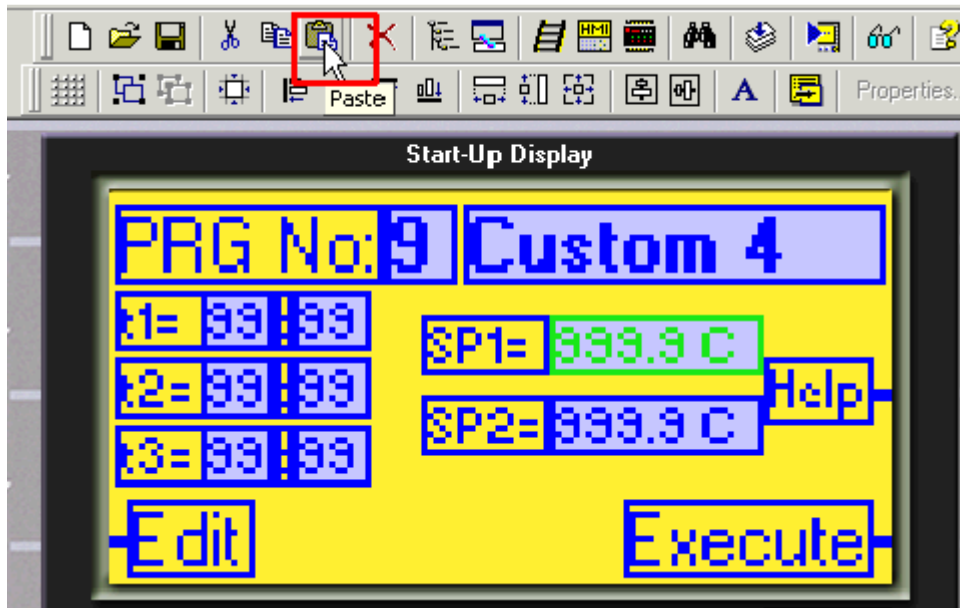 HMI
Paste
A
Properties...
Start-Up Display
PRG No: 9 Custom 4
t1= 99:99
SP1= 999.9 C
t2= 99:99
Help
SP2= 999.9 C
t3= 99:99
Edit
Execute